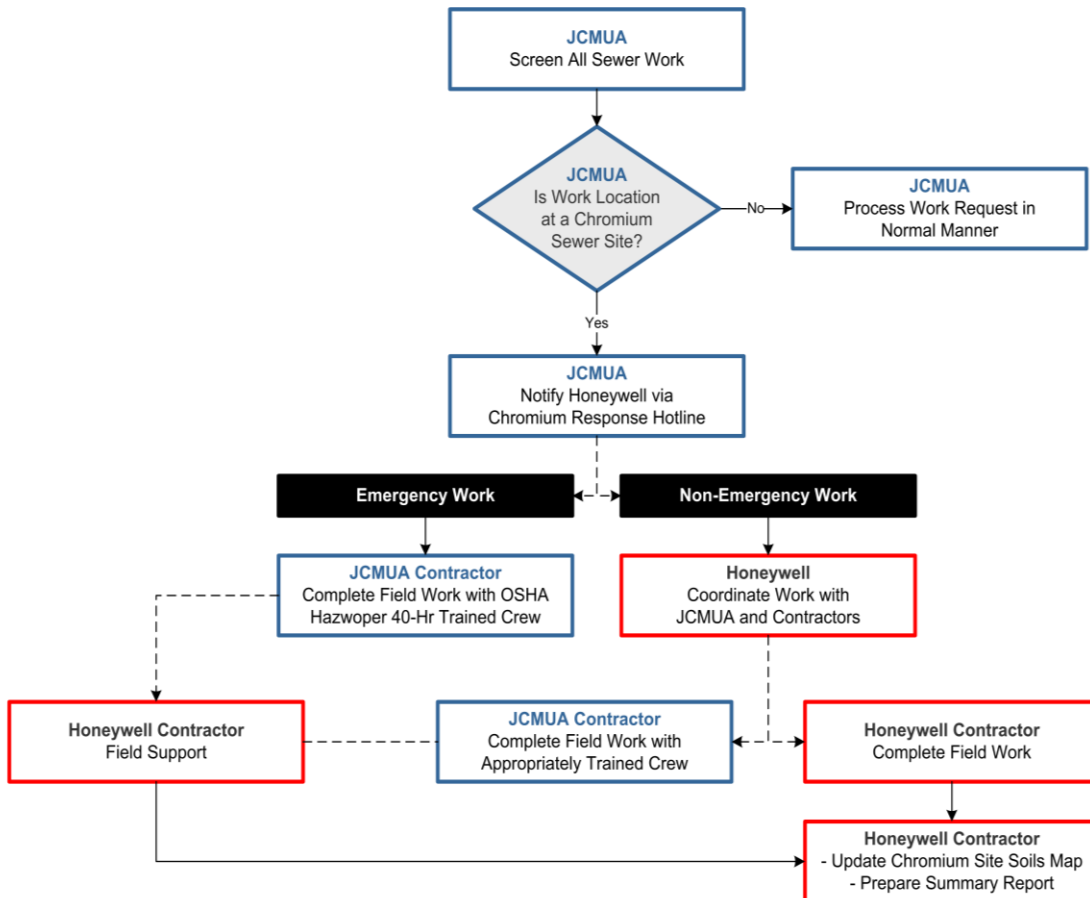 JCMUA
Screen All Sewer Work
JCMUA
Is Work Location
at a Chromium
Sewer Site?
No
JCMUA
Process Work Request in
Normal Manner
Yes
JCMUA
Notify Honeywell via
Chromium Response Hotline
Emergency Work
Non-Emergency Work
JCMUA Contractor
Complete Field Work with OSHA
Hazwoper 40-Hr Trained Crew
Honeywell
Coordinate Work with
JCMUA and Contractors
Honeywell Contractor
Field Support
JCMUA Contractor
Complete Field Work with
Appropriately Trained Crew
Honeywell Contractor
Complete Field Work
Honeywell Contractor
- Update Chromium Site Soils Map
- Prepare Summary Report